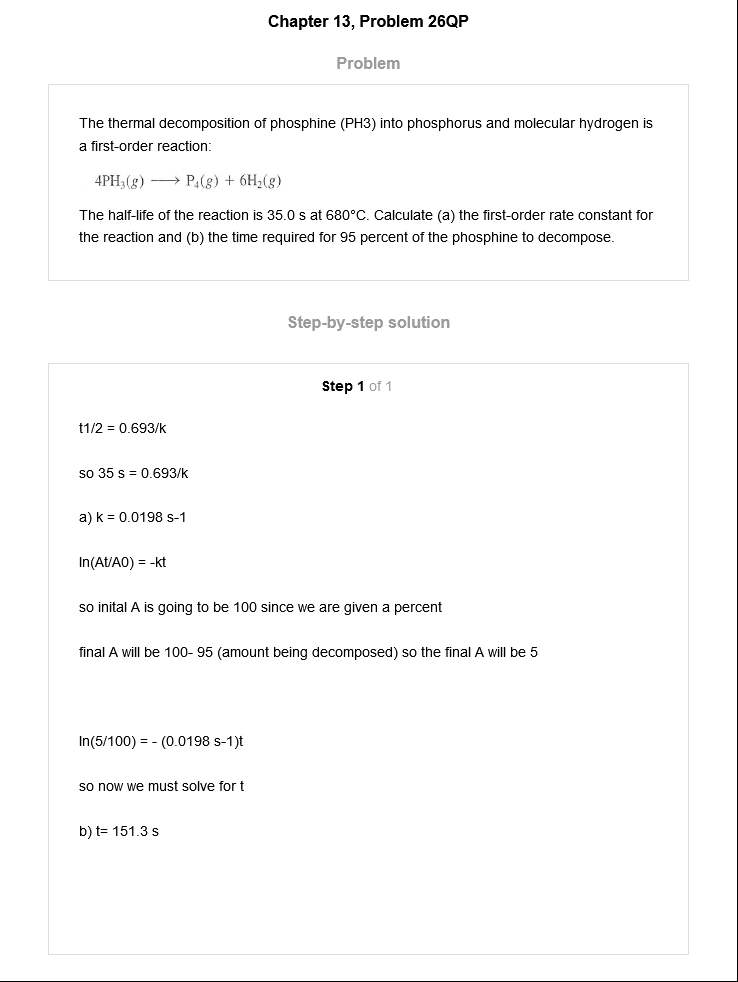 Chapter 13, Problem 26QP
Problem
The thermal decomposition of phosphine (PH3) into phosphorus and molecular hydrogen is
a first-order reaction:
4PH₃(g) ⟶ P₄(g) + 6H₂(g)
The half-life of the reaction is 35.0 s at 680°C. Calculate (a) the first-order rate constant for
the reaction and (b) the time required for 95 percent of the phosphine to decompose.
Step-by-step solution
Step 1 of 1
t1/2 = 0.693/k
so 35 s = 0.693/k
a) k = 0.0198 s-1
ln(At/A0) = -kt
so inital A is going to be 100 since we are given a percent
final A will be 100- 95 (amount being decomposed) so the final A will be 5
ln(5/100) = - (0.0198 s-1)t
so now we must solve for t
b) t= 151.3 s